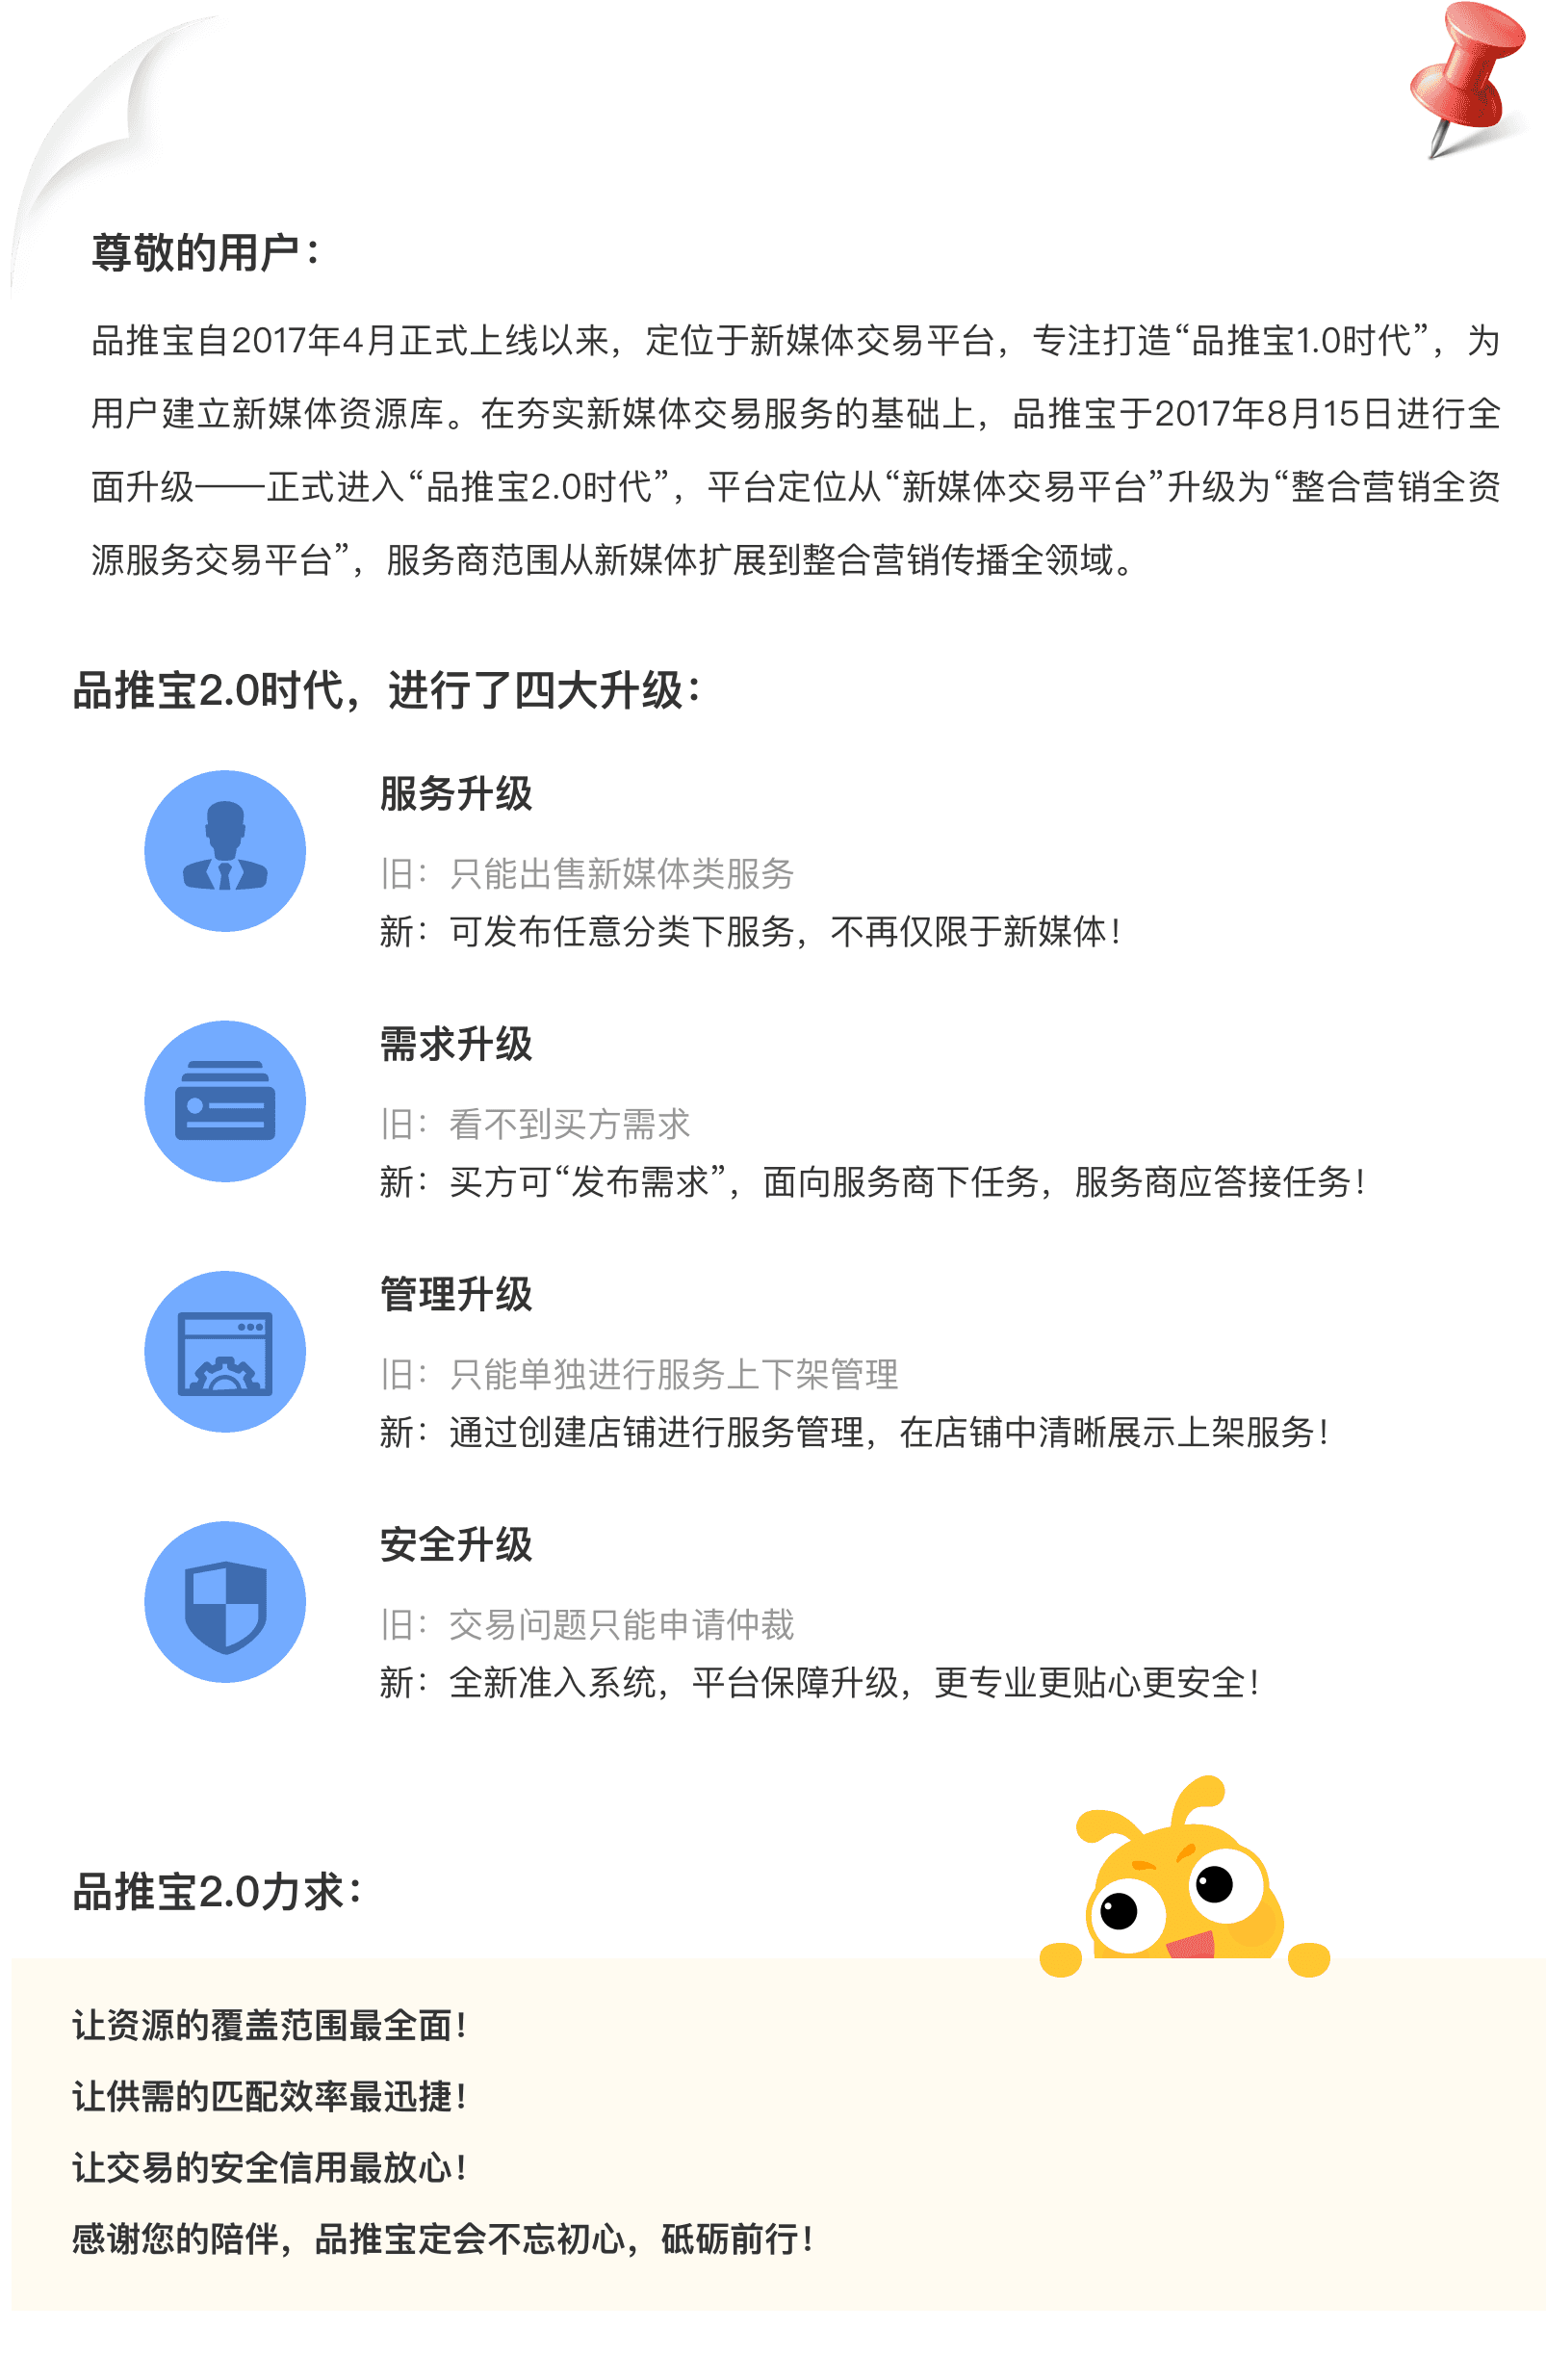 尊敬的用户：
品推宝自2017年4月正式上线以来，定位于新媒体交易平台，专注打造“品推宝1.0时代”，为
用户建立新媒体资源库。在夯实新媒体交易服务的基础上，品推宝于2017年8月15日进行全
面升级——正式进入“品推宝2.0时代”，平台定位从“新媒体交易平台”升级为“整合营销全资
源服务交易平台”，服务商范围从新媒体扩展到整合营销传播全领域。
品推宝2.0时代，进行了四大升级：
服务升级
旧：只能出售新媒体类服务
新：可发布任意分类下服务，不再仅限于新媒体！
需求升级
旧：看不到买方需求
新：买方可“发布需求”，面向服务商下任务，服务商应答接任务！
管理升级
旧：只能单独进行服务上下架管理
新：通过创建店铺进行服务管理，在店铺中清晰展示上架服务！
安全升级
旧：交易问题只能申请仲裁
新：全新准入系统，平台保障升级，更专业更贴心更安全！
品推宝2.0力求：
让资源的覆盖范围最全面！
让供需的匹配效率最迅捷！
让交易的安全信用最放心！
感谢您的陪伴，品推宝定会不忘初心，砥砺前行！